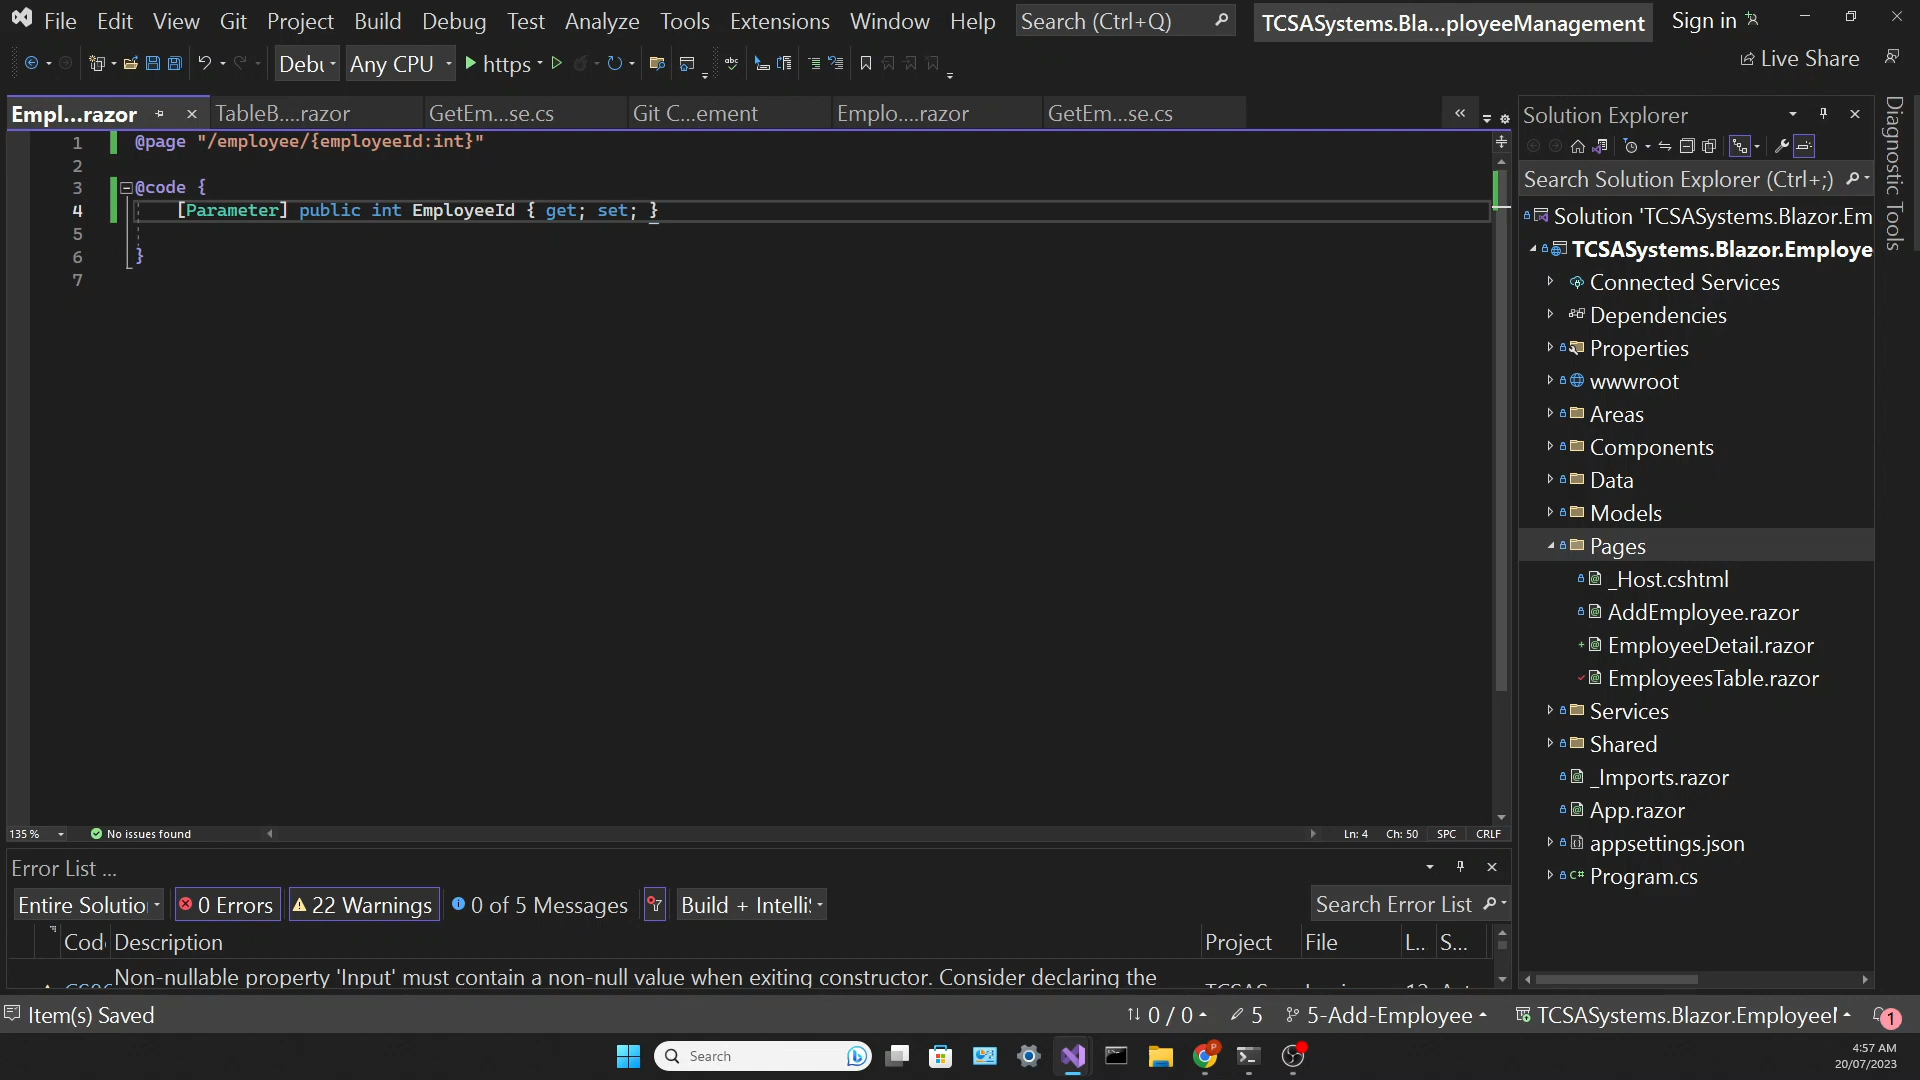 File Edit View Git Project Build Debug Test Analyze Tools Extensions Window Help Search (Ctrl+Q) TCSASystems.Bla...ployeeManagement Sign in
Debu Any CPU https Live Share
Empl....razor TableB....razor GetEm...se.cs Git C...ement Emplo....razor GetEm...se.cs
1 @page "/employee/{employeeId:int}"
2
3 @code {
4 [Parameter] public int EmployeeId { get; set; }
5
6 }
7
135 % No issues found Ln: 4 Ch: 50 SPC CRLF
Error List ...
Entire Solutio 0 Errors 22 Warnings 0 of 5 Messages Build + Intelli Search Error List
Cod Description Project File L.. S...
Non-nullable property 'Input' must contain a non-null value when exiting constructor. Consider declaring the
Solution Explorer
Search Solution Explorer (Ctrl+;)
Solution 'TCSASystems.Blazor.Em
TCSASystems.Blazor.Employe
Connected Services
Dependencies
Properties
wwwroot
Areas
Components
Data
Models
Pages
_Host.cshtml
AddEmployee.razor
EmployeeDetail.razor
EmployeesTable.razor
Services
Shared
_Imports.razor
App.razor
appsettings.json
Program.cs
Diagnostic Tools
Item(s) Saved 0 / 0 5 5-Add-Employee TCSASystems.Blazor.Employee 1
Search
4:57 AM
20/07/2023